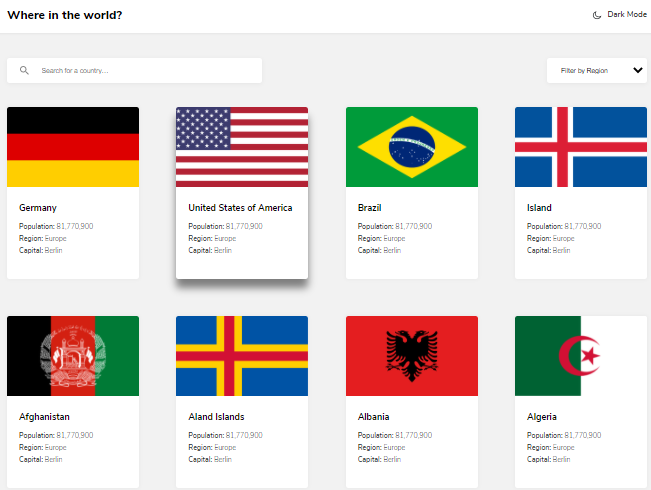 Where in the world?
Dark Mode
Search for a country...
Filter by Region
Germany
Population: 81,770,900
Region: Europe
Capital: Berlin
United States of America
Population: 81,770,900
Region: Europe
Capital: Berlin
Brazil
Population: 81,770,900
Region: Europe
Capital: Berlin
Island
Population: 81,770,900
Region: Europe
Capital: Berlin
Afghanistan
Population: 81,770,900
Region: Europe
Capital: Berlin
Aland Islands
Population: 81,770,900
Region: Europe
Capital: Berlin
Albania
Population: 81,770,900
Region: Europe
Capital: Berlin
Algeria
Population: 81,770,900
Region: Europe
Capital: Berlin